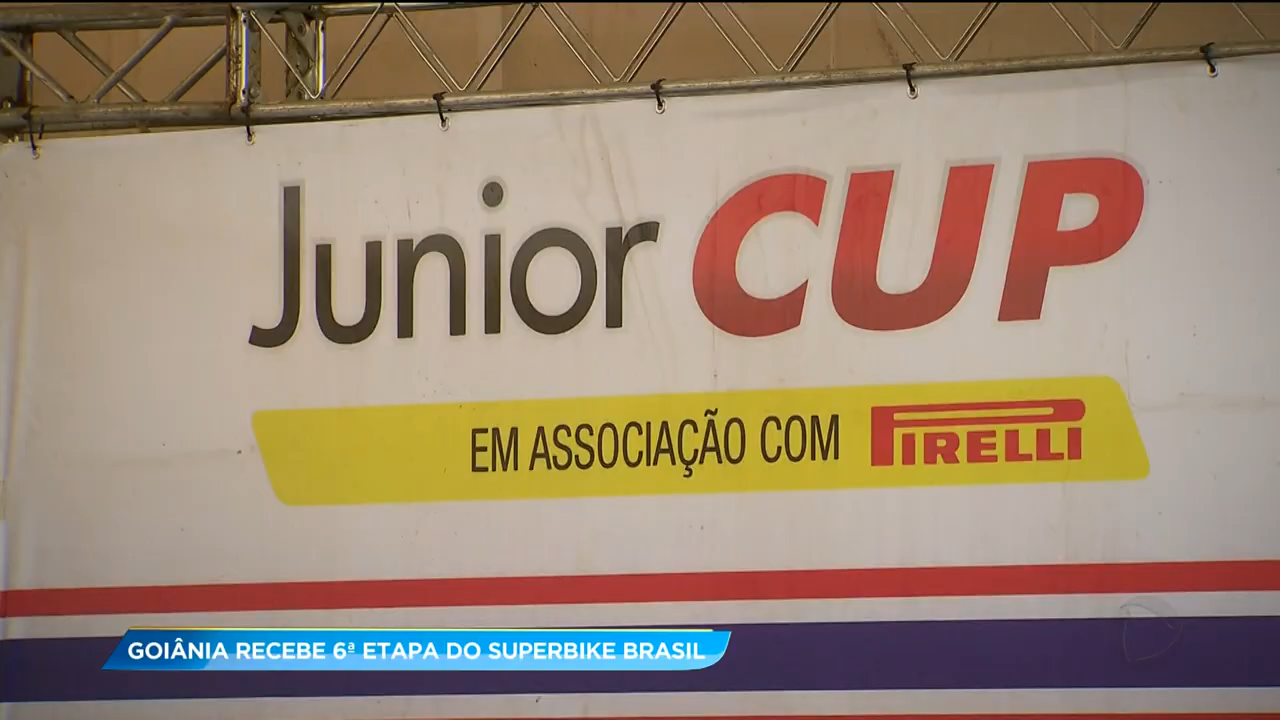 Junior CUP
EM ASSOCIAÇÃO COM PIRELLI
GOIÂNIA RECEBE 6ª ETAPA DO SUPERBIKE BRASIL